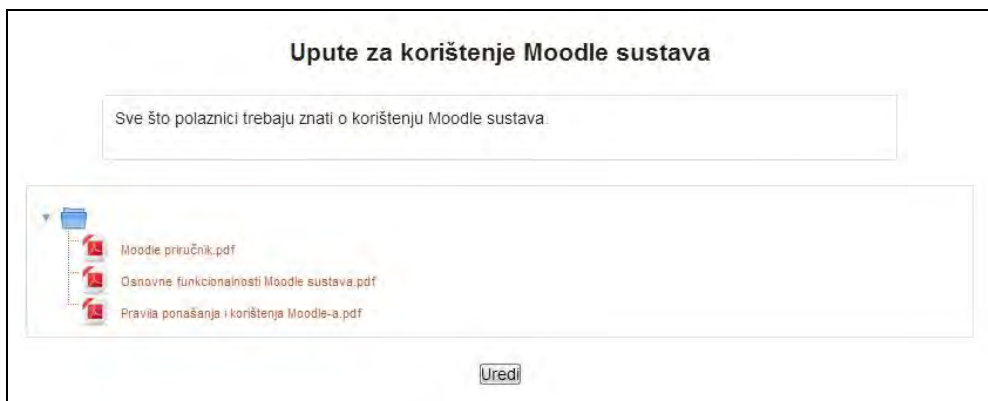 Upute za korištenje Moodle sustava
Sve što polaznici trebaju znati o korištenju Moodle sustava.
Moodle priručnik.pdf
Osnovne funkcionalnosti Moodle sustava.pdf
Pravila ponašanja i korištenja Moodle-a.pdf
Uredi